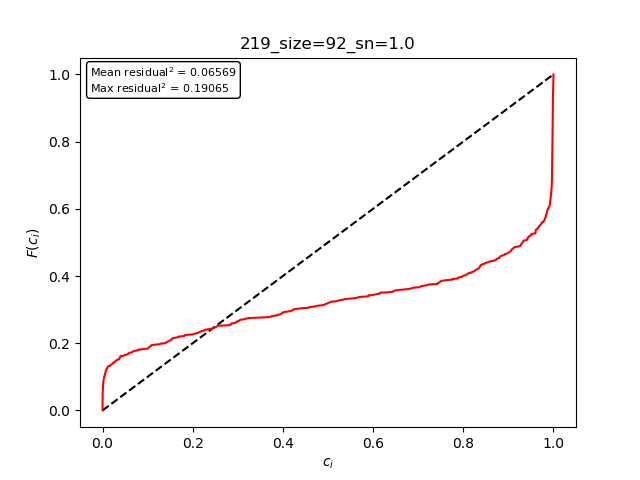 219_size=92_sn=1.0
Mean residual² = 0.06569
Max residual² = 0.19065
1.0
0.8
0.6
0.4
0.2
0.0
F(cᵢ)
0.0 0.2 0.4 0.6 0.8 1.0
cᵢ